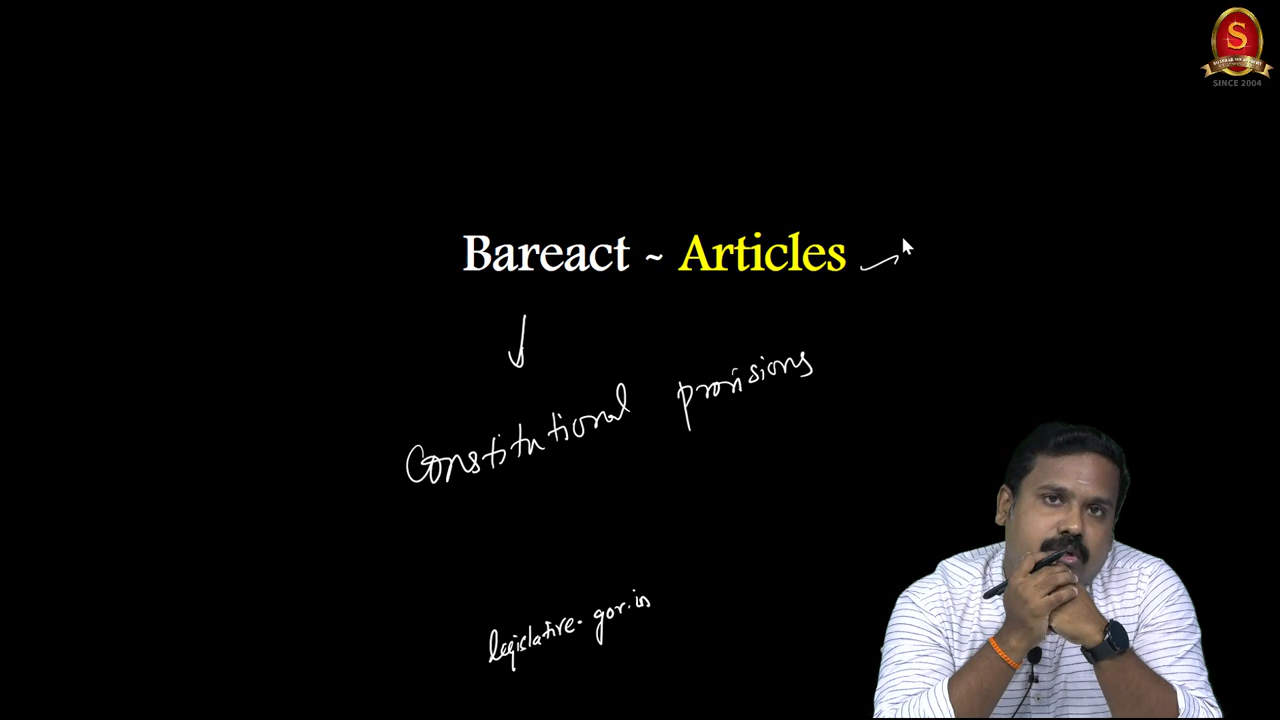 S
SINCE 2004
Bareact ~ Articles
Constitutional provisions
legislative.gov.in